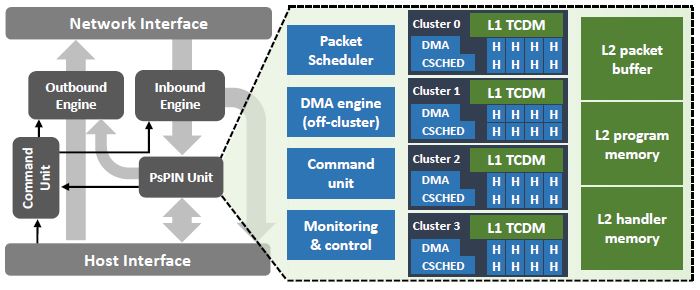 Network Interface
Outbound
Engine
Inbound
Engine
Command
Unit
PsPIN Unit
Host Interface
Packet
Scheduler
DMA engine
(off-cluster)
Command
unit
Monitoring
& control
Cluster 0
L1 TCDM
DMA
H H H H
CSCHED
H H H H
Cluster 1
L1 TCDM
DMA
H H H H
CSCHED
H H H H
Cluster 2
L1 TCDM
DMA
H H H H
CSCHED
H H H H
Cluster 3
L1 TCDM
DMA
H H H H
CSCHED
H H H H
L2 packet
buffer
L2 program
memory
L2 handler
memory